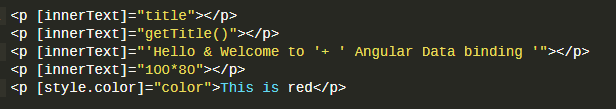 <p [innerText]="title"></p>
<p [innerText]="getTitle()"></p>
<p [innerText]="'Hello & Welcome to '+ ' Angular Data binding '"></p>
<p [innerText]="100*80"></p>
<p [style.color]="color">This is red</p>